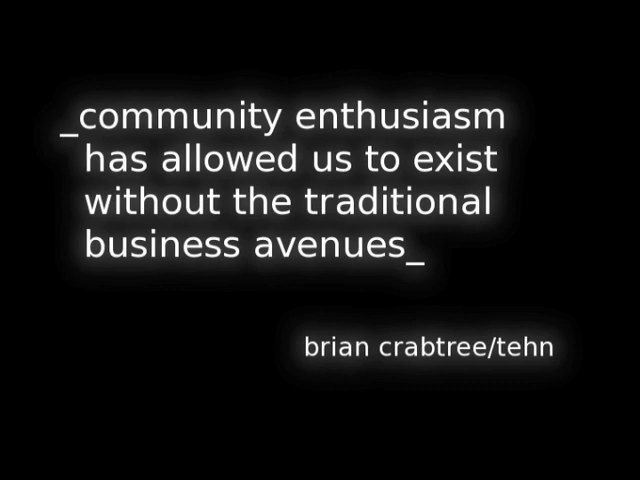 _community enthusiasm
has allowed us to exist
without the traditional
business avenues_
brian crabtree/tehn